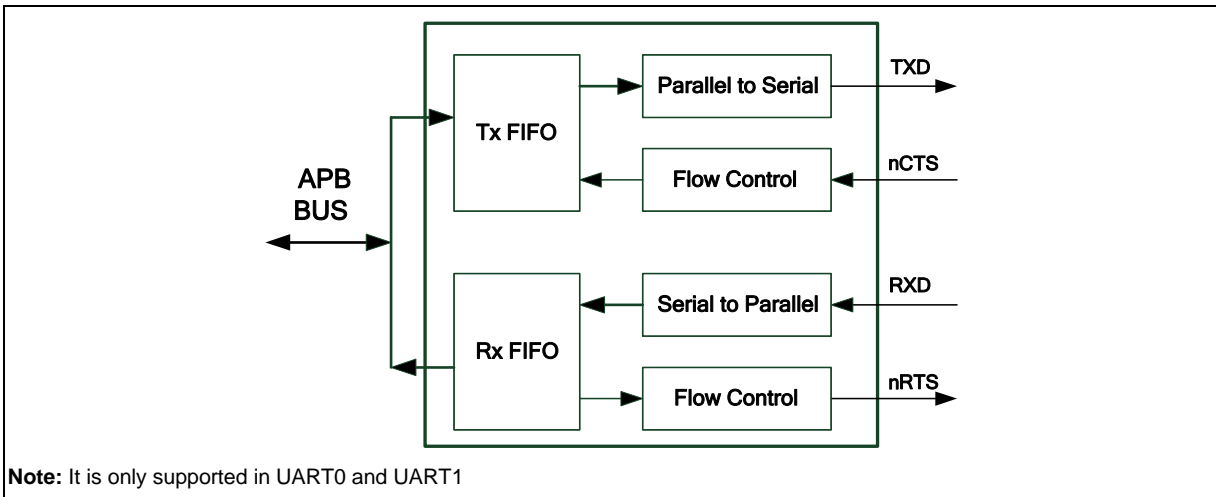 TXD
Parallel to Serial
Tx FIFO
nCTS
Flow Control
APB
BUS
RXD
Serial to Parallel
Rx FIFO
nRTS
Flow Control
Note: It is only supported in UART0 and UART1